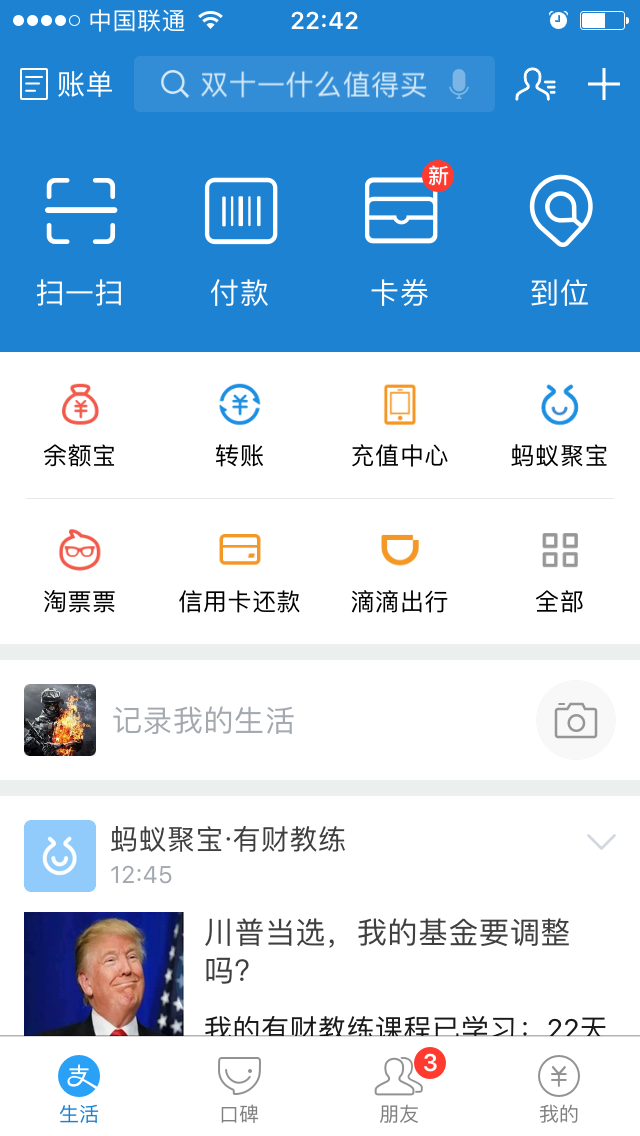 中国联通 22:42
账单 双十一什么值得买
新
扫一扫 付款 卡券 到位
余额宝 转账 充值中心 蚂蚁聚宝
淘票票 信用卡还款 滴滴出行 全部
记录我的生活
蚂蚁聚宝·有财教练
12:45
川普当选，我的基金要调整
吗?
我的有财教练课程已学习：22天
支 3 ¥
生活 口碑 朋友 我的